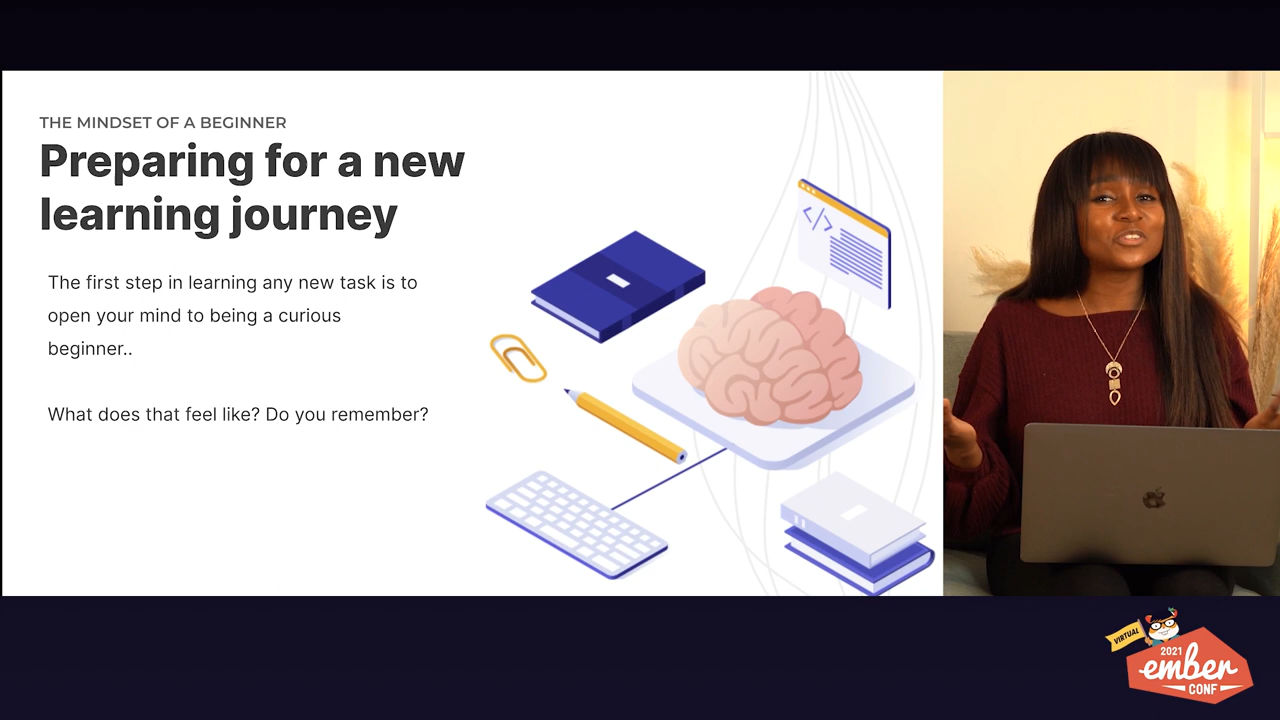 THE MINDSET OF A BEGINNER
Preparing for a new
learning journey
The first step in learning any new task is to
open your mind to being a curious
beginner..
What does that feel like? Do you remember?
</>
VIRTUAL
2021
ember
CONF